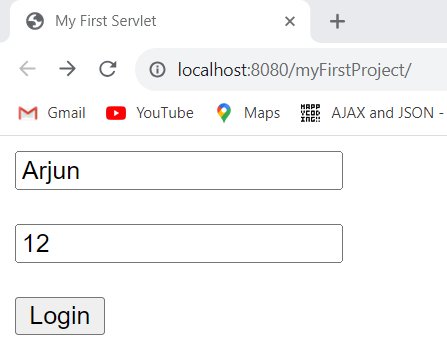 My First Servlet
localhost:8080/myFirstProject/
Gmail YouTube Maps AJAX and JSON -
Arjun
12
Login